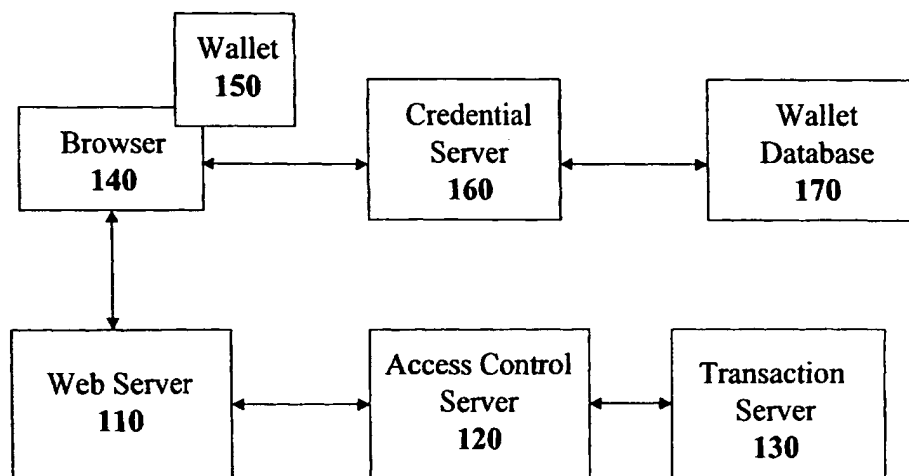 Wallet
150
Browser
140
Credential
Server
160
Wallet
Database
170
Web Server
110
Access Control
Server
120
Transaction
Server
130